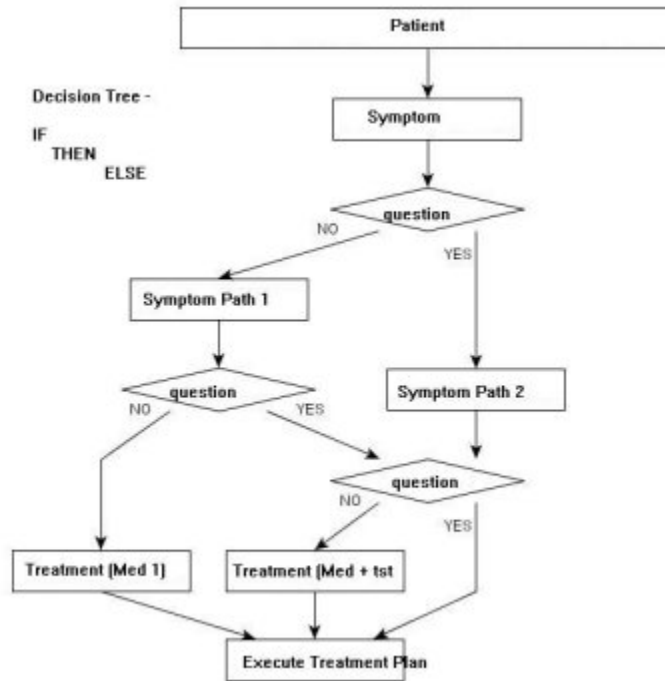 Patient
Decision Tree -
Symptom
IF
THEN
ELSE
question
NO
YES
Symptom Path 1
question
Symptom Path 2
NO
YES
question
NO
YES
Treatment (Med 1)
Treatment (Med + tst
Execute Treatment Plan